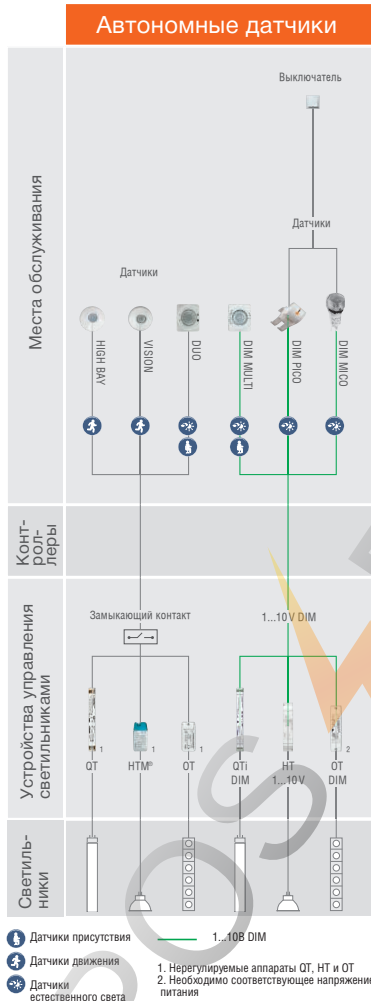 Автономные датчики
Места обслуживания
Выключатель
Датчики
Датчики
HIGH BAY
VISION
DUO
DIM MULTI
DIM PICO
DIM MICO
Конт-
рол-
леры
Устройства управления
светильниками
Замыкающий контакт
1...10 V DIM
1
1
1
2
QT
HTM®
OT
QTi
DIM
HT
1...10 V
OT
DIM
Светиль-
ники
Датчики присутствия
1...10В DIM
Датчики движения
Датчики
естественного света
1. Нерегулируемые аппараты QT, HT и OT
2. Необходимо соответствующее напряжение
питания